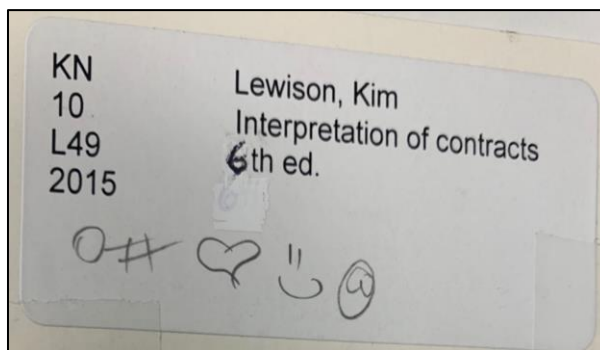 KN
10
L49
2015
Lewison, Kim
Interpretation of contracts
6th ed.